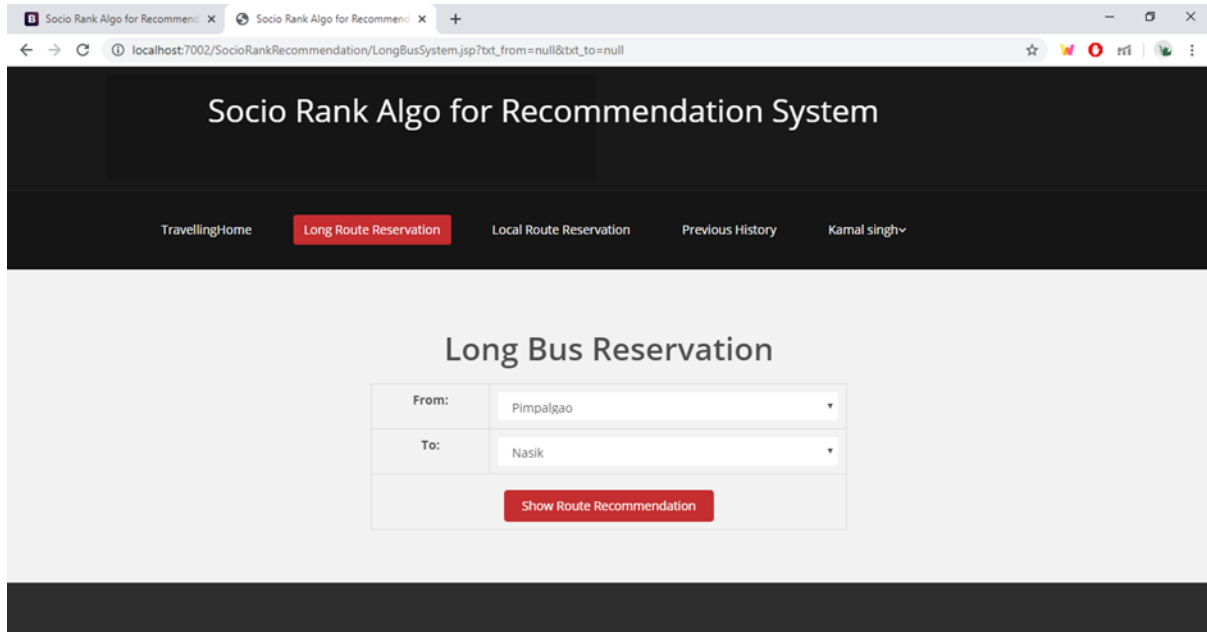 B Socio Rank Algo for Recommend Socio Rank Algo for Recommend
localhost:7002/SocioRankRecommendation/LongBusSystem.jsp?txt_from=null&txt_to=null
Socio Rank Algo for Recommendation System
TravellingHome Long Route Reservation Local Route Reservation Previous History Kamal singh
Long Bus Reservation
From: Pimpalgao
To: Nasik
Show Route Recommendation